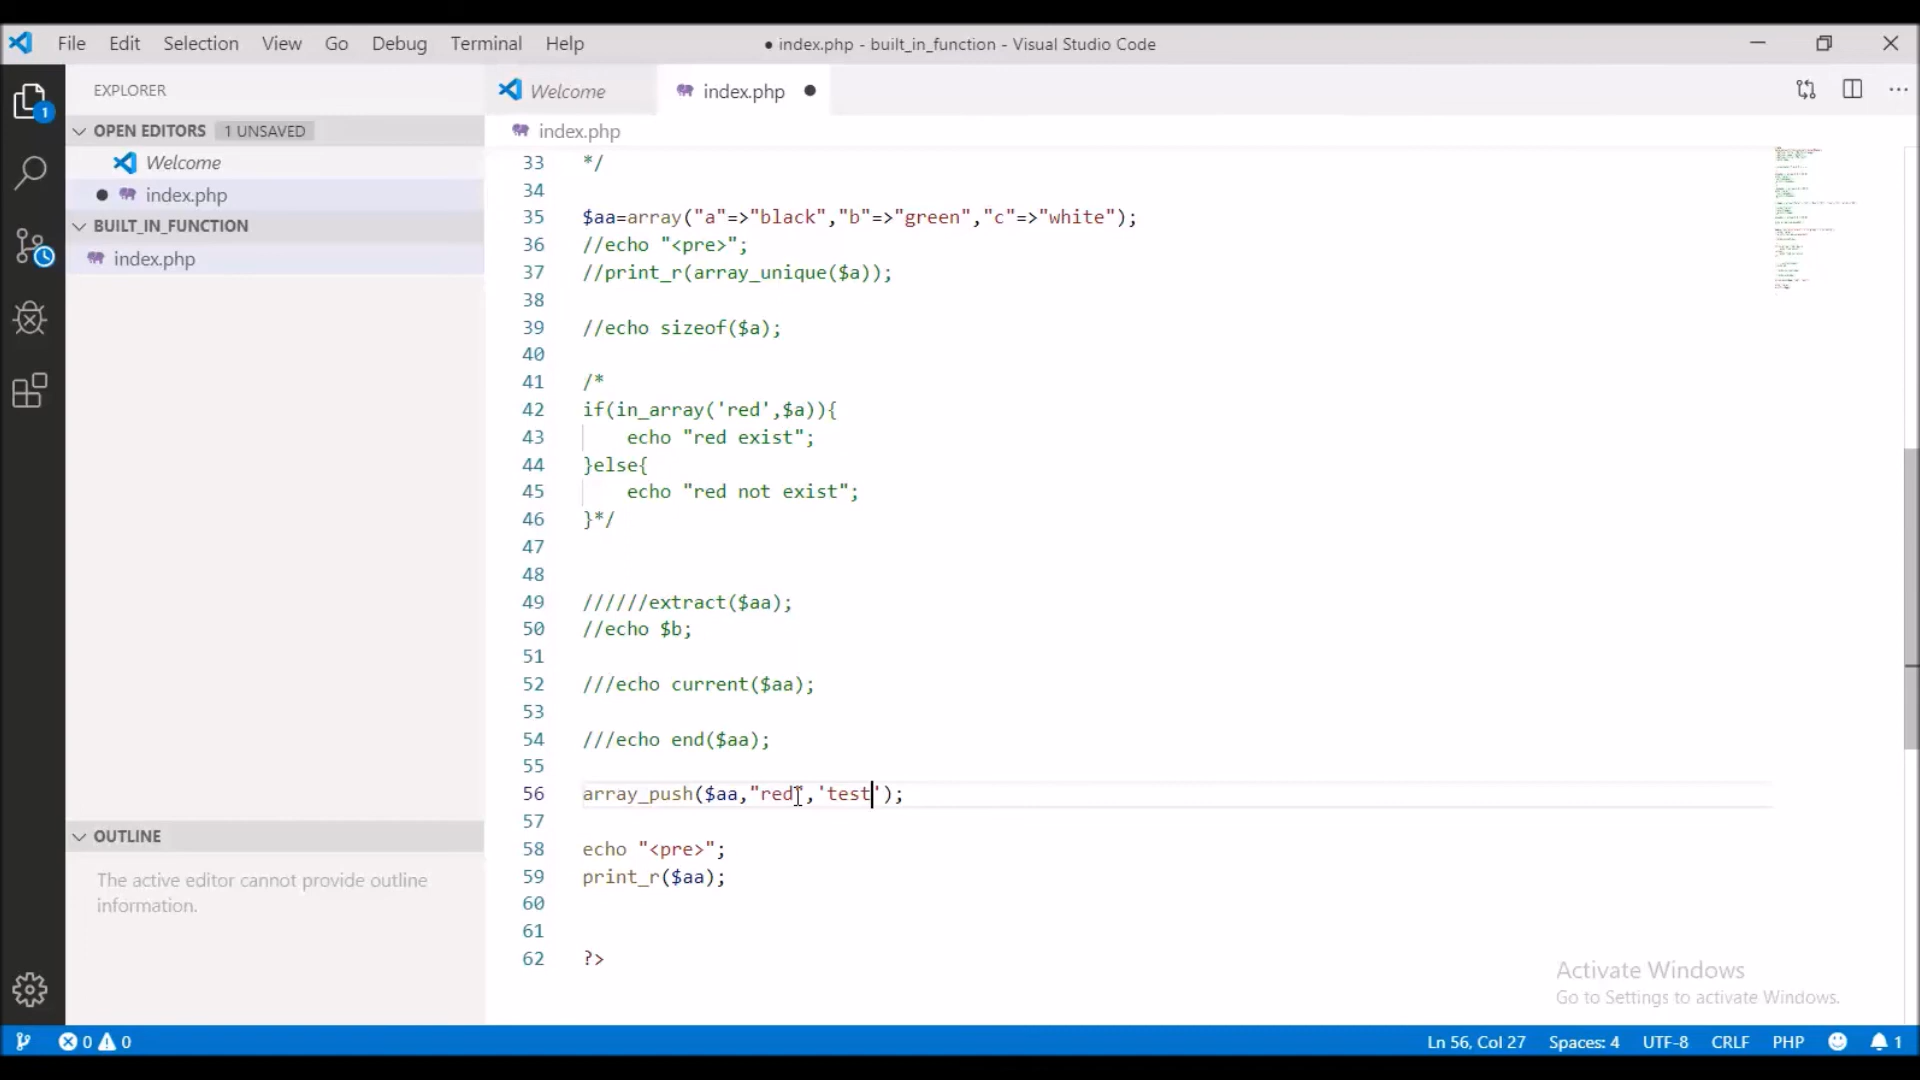 File Edit Selection View Go Debug Terminal Help
● index.php - built_in_function - Visual Studio Code
EXPLORER
Welcome
index.php
1
OPEN EDITORS 1 UNSAVED
index.php
Welcome
index.php
BUILT_IN_FUNCTION
index.php
33 */
34
35 $aa=array("a"=>"black","b"=>"green","c"=>"white");
36 //echo "<pre>";
37 //print_r(array_unique($a));
38
39 //echo sizeof($a);
40
41 /*
42 if(in_array('red',$a)){
43     echo "red exist";
44 }else{
45     echo "red not exist";
46 }*/
47
48
49 //////extract($aa);
50 //echo $b;
51
52 ///echo current($aa);
53
54 ///echo end($aa);
55
56 array_push($aa,"red",'test');
57
58 echo "<pre>";
59 print_r($aa);
60
61
62 ?>
OUTLINE
The active editor cannot provide outline
information.
Activate Windows
Go to Settings to activate Windows.
0 0
Ln 56, Col 27 Spaces: 4 UTF-8 CRLF PHP 1